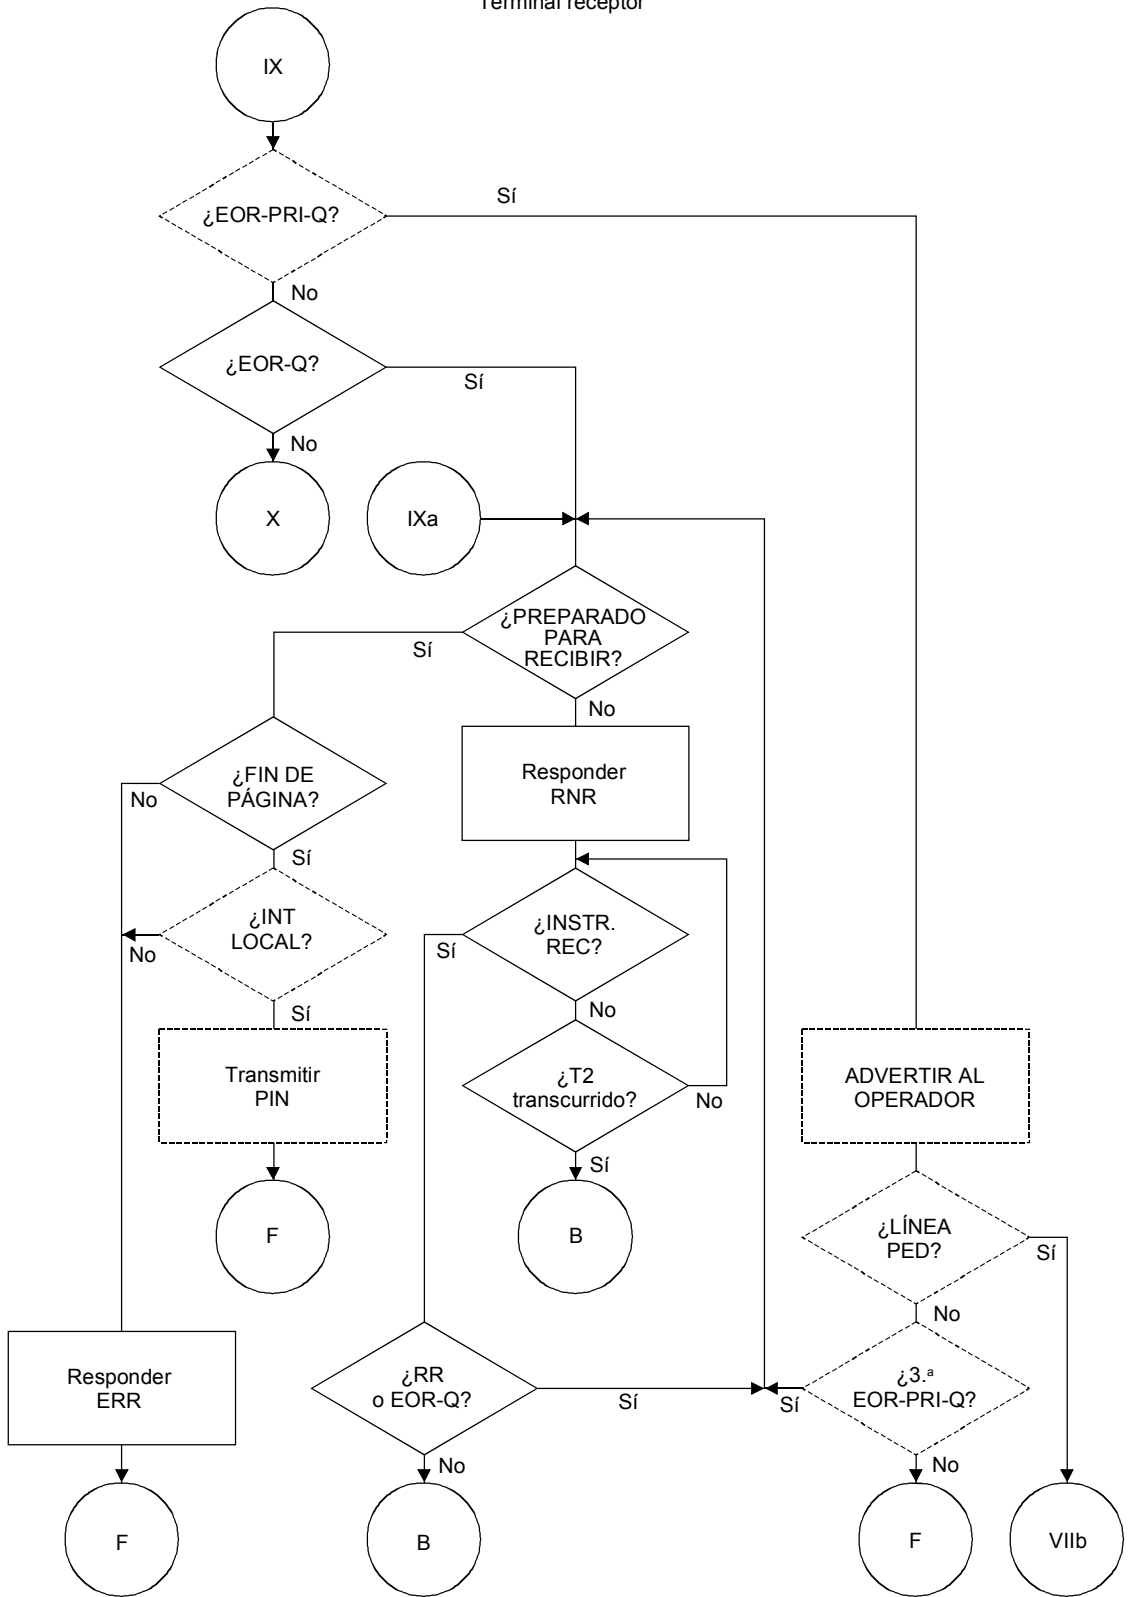 Terminal receptor
IX
¿EOR-PRI-Q?
Sí
No
¿EOR-Q?
Sí
No
X
IXa
¿PREPARADO
PARA
RECIBIR?
Sí
No
¿FIN DE
PÁGINA?
No
Sí
Responder
RNR
¿INT
LOCAL?
No
Sí
¿INSTR.
REC?
Sí
No
Transmitir
PIN
¿T2
transcurrido?
No
Sí
ADVERTIR AL
OPERADOR
F
B
¿LÍNEA
PED?
Sí
No
Responder
ERR
¿RR
o EOR-Q?
Sí
No
¿3.ª
EOR-PRI-Q?
Sí
No
F
B
F
VIIb